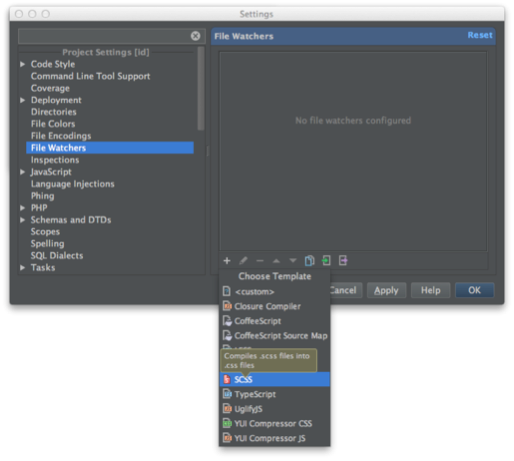 Settings
Project Settings [id]
Code Style
Command Line Tool Support
Coverage
Deployment
Directories
File Colors
File Encodings
File Watchers
Inspections
JavaScript
Language Injections
Phing
PHP
Schemas and DTDs
Scopes
Spelling
SQL Dialects
Tasks
File Watchers
Reset
No file watchers configured
Choose Template
<custom>
Closure Compiler
CoffeeScript
CoffeeScript Source Map
Compiles .scss files into
.css files
SCSS
TypeScript
UglifyJS
YUI Compressor CSS
YUI Compressor JS
Cancel
Apply
Help
OK